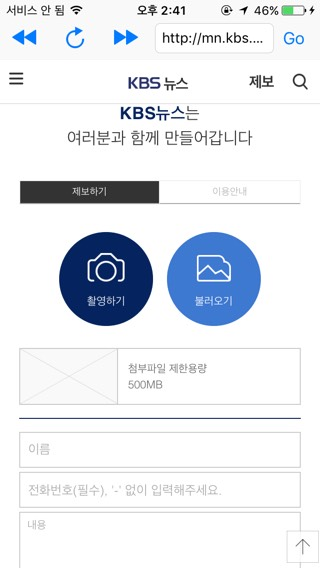 서비스 안 됨 오후 2:41 46%
http://mn.kbs.... Go
KBS 뉴스 제보
KBS뉴스는
여러분과 함께 만들어갑니다
제보하기 이용안내
촬영하기 불러오기
첨부파일 제한용량
500MB
이름
전화번호(필수), '-' 없이 입력해주세요.
내용